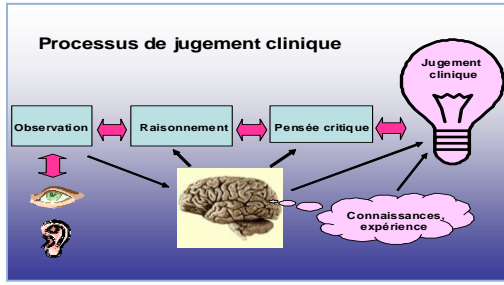 Processus de jugement clinique
Jugement
clinique
Observation
Raisonnement
Pensée critique
Connaissances,
expérience